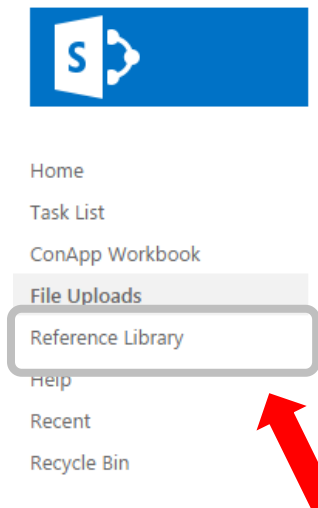 S
Home
Task List
ConApp Workbook
File Uploads
Reference Library
Help
Recent
Recycle Bin